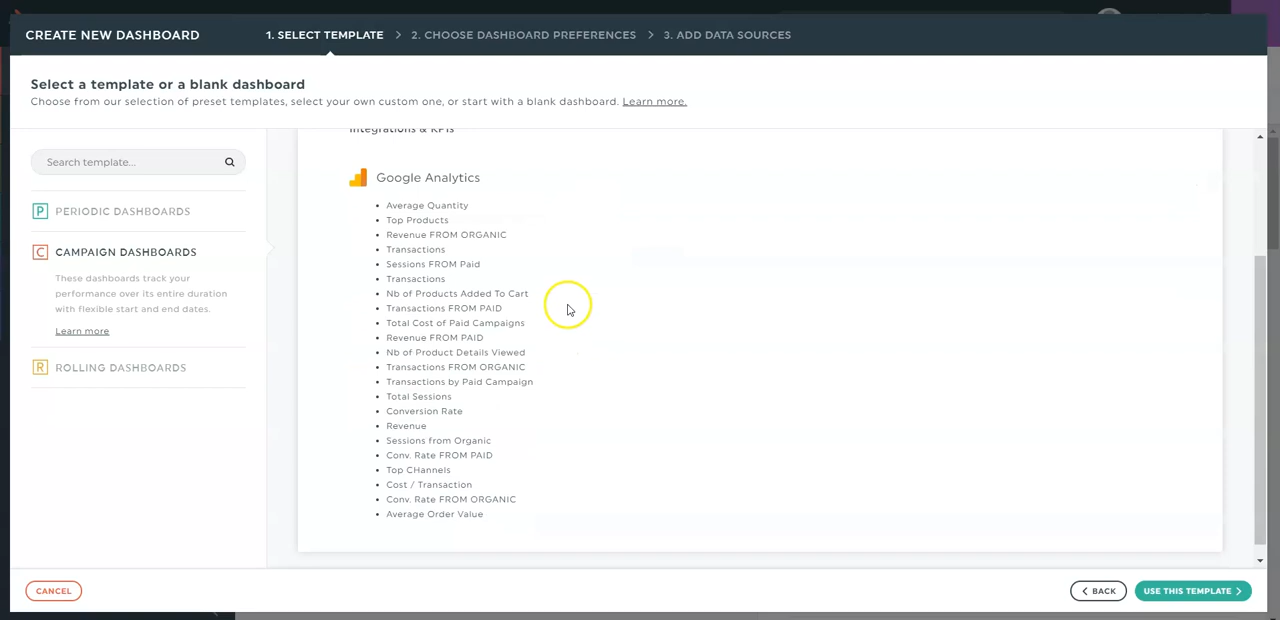 CREATE NEW DASHBOARD
1. SELECT TEMPLATE > 2. CHOOSE DASHBOARD PREFERENCES > 3. ADD DATA SOURCES
Select a template or a blank dashboard
Choose from our selection of preset templates, select your own custom one, or start with a blank dashboard. Learn more.
Search template...
P PERIODIC DASHBOARDS
C CAMPAIGN DASHBOARDS
These dashboards track your
performance over its entire duration
with flexible start and end dates.
Learn more
R ROLLING DASHBOARDS
Integrations & KPIs
Google Analytics
• Average Quantity
• Top Products
• Revenue FROM ORGANIC
• Transactions
• Sessions FROM Paid
• Transactions
• Nb of Products Added To Cart
• Transactions FROM PAID
• Total Cost of Paid Campaigns
• Revenue FROM PAID
• Nb of Product Details Viewed
• Transactions FROM ORGANIC
• Transactions by Paid Campaign
• Total Sessions
• Conversion Rate
• Revenue
• Sessions from Organic
• Conv. Rate FROM PAID
• Top CHannels
• Cost / Transaction
• Conv. Rate FROM ORGANIC
• Average Order Value
CANCEL
< BACK
USE THIS TEMPLATE >